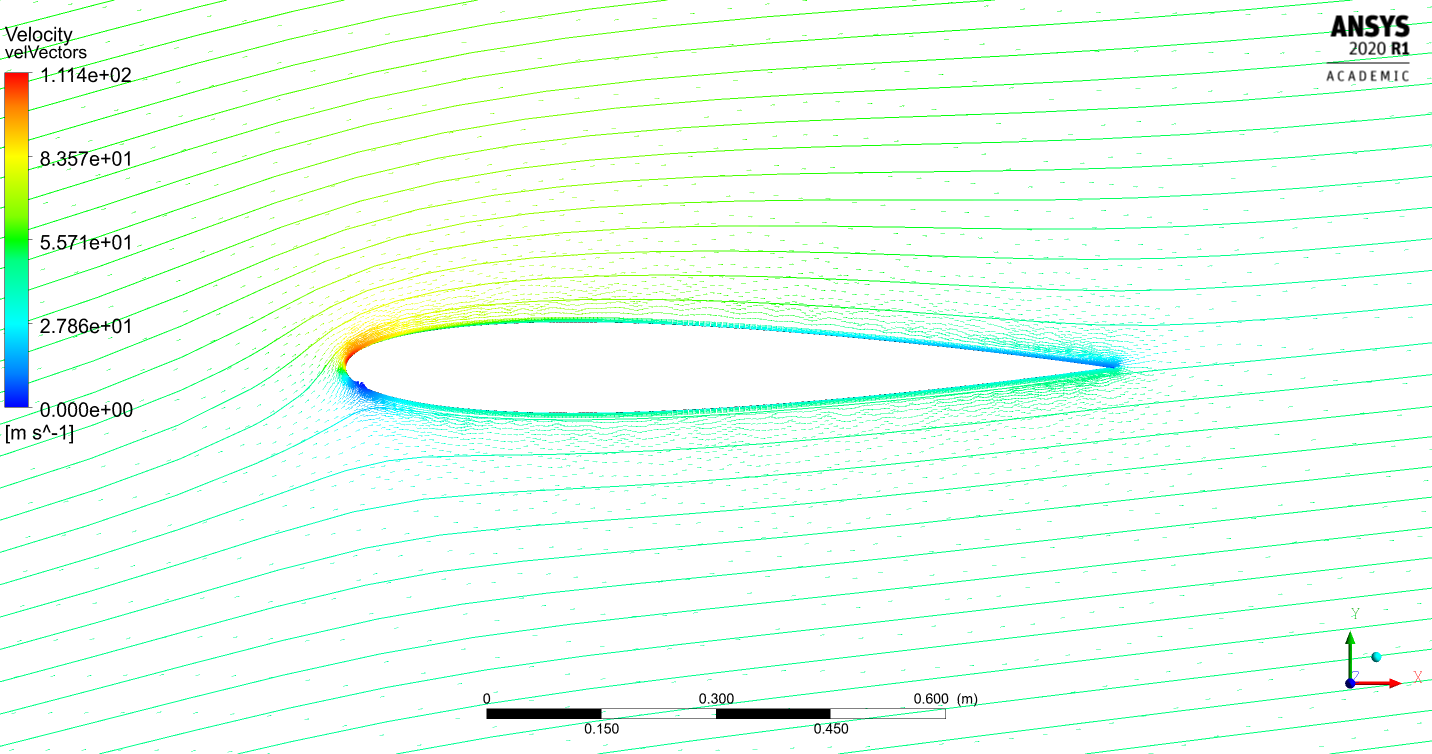 Velocity
velVectors
1.114e+02
8.357e+01
5.571e+01
2.786e+01
0.000e+00
[m s^-1]
ANSYS
2020 R1
ACADEMIC
0 0.300 0.600 (m)
0.150 0.450
Y
Z
X